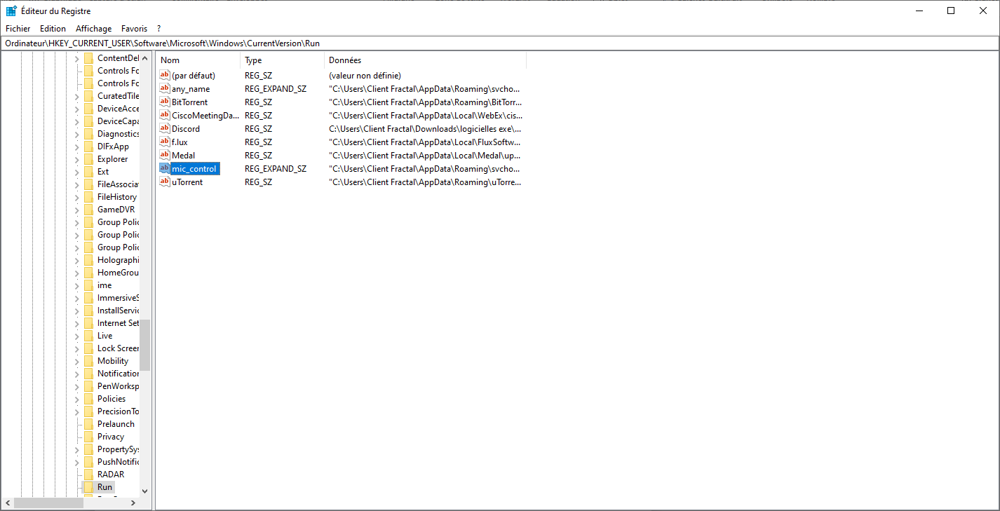 Éditeur du Registre
Fichier Edition Affichage Favoris ?
Ordinateur\HKEY_CURRENT_USER\Software\Microsoft\Windows\CurrentVersion\Run
ContentDel
Controls Fo
Controls Fo
CuratedTile
DeviceAcce
DeviceCapa
Diagnostics
DIFxApp
Explorer
Ext
FileAssociat
FileHistory
GameDVR
Group Polic
Group Polic
Group Polic
Holographi
HomeGrou
ime
ImmersiveS
InstallServic
Internet Set
Live
Lock Screen
Mobility
Notification
PenWorksp
Policies
PrecisionTo
Prelaunch
Privacy
PropertySys
PushNotific
RADAR
Run
Nom Type Données
(par défaut) REG_SZ (valeur non définie)
any_name REG_EXPAND_SZ "C:\Users\Client Fractal\AppData\Roaming\svcho...
BitTorrent REG_SZ "C:\Users\Client Fractal\AppData\Roaming\BitTorr...
CiscoMeetingDa... REG_SZ "C:\Users\Client Fractal\AppData\Local\WebEx\cis...
Discord REG_SZ C:\Users\Client Fractal\Downloads\logicielles exe\...
f.lux REG_SZ "C:\Users\Client Fractal\AppData\Local\FluxSoftw...
Medal REG_SZ "C:\Users\Client Fractal\AppData\Local\Medal\up...
mic_control REG_EXPAND_SZ "C:\Users\Client Fractal\AppData\Roaming\svcho...
uTorrent REG_SZ "C:\Users\Client Fractal\AppData\Roaming\uTorre...